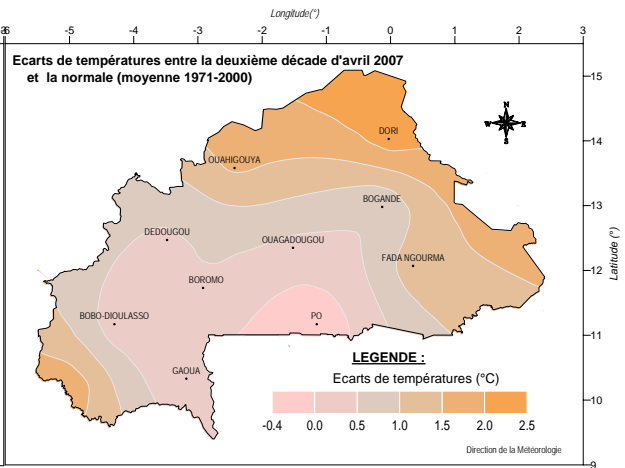 Longitude(°)
-6 -5 -4 -3 -2 -1 0 1 2 3
Ecarts de températures entre la deuxième décade d'avril 2007
et la normale (moyenne 1971-2000)
15
N
W E
S
DORI
14
OUAHIGOUYA
BOGANDE
13
DEDOUGOU
OUAGADOUGOU
Latitude (°)
FADA NGOURMA
12
BOROMO
BOBO-DIOULASSO
PO
11
LEGENDE :
GAOUA
Ecarts de températures (°C)
10
-0.4 0.0 0.5 1.0 1.5 2.0 2.5
Direction de la Météorologie
9